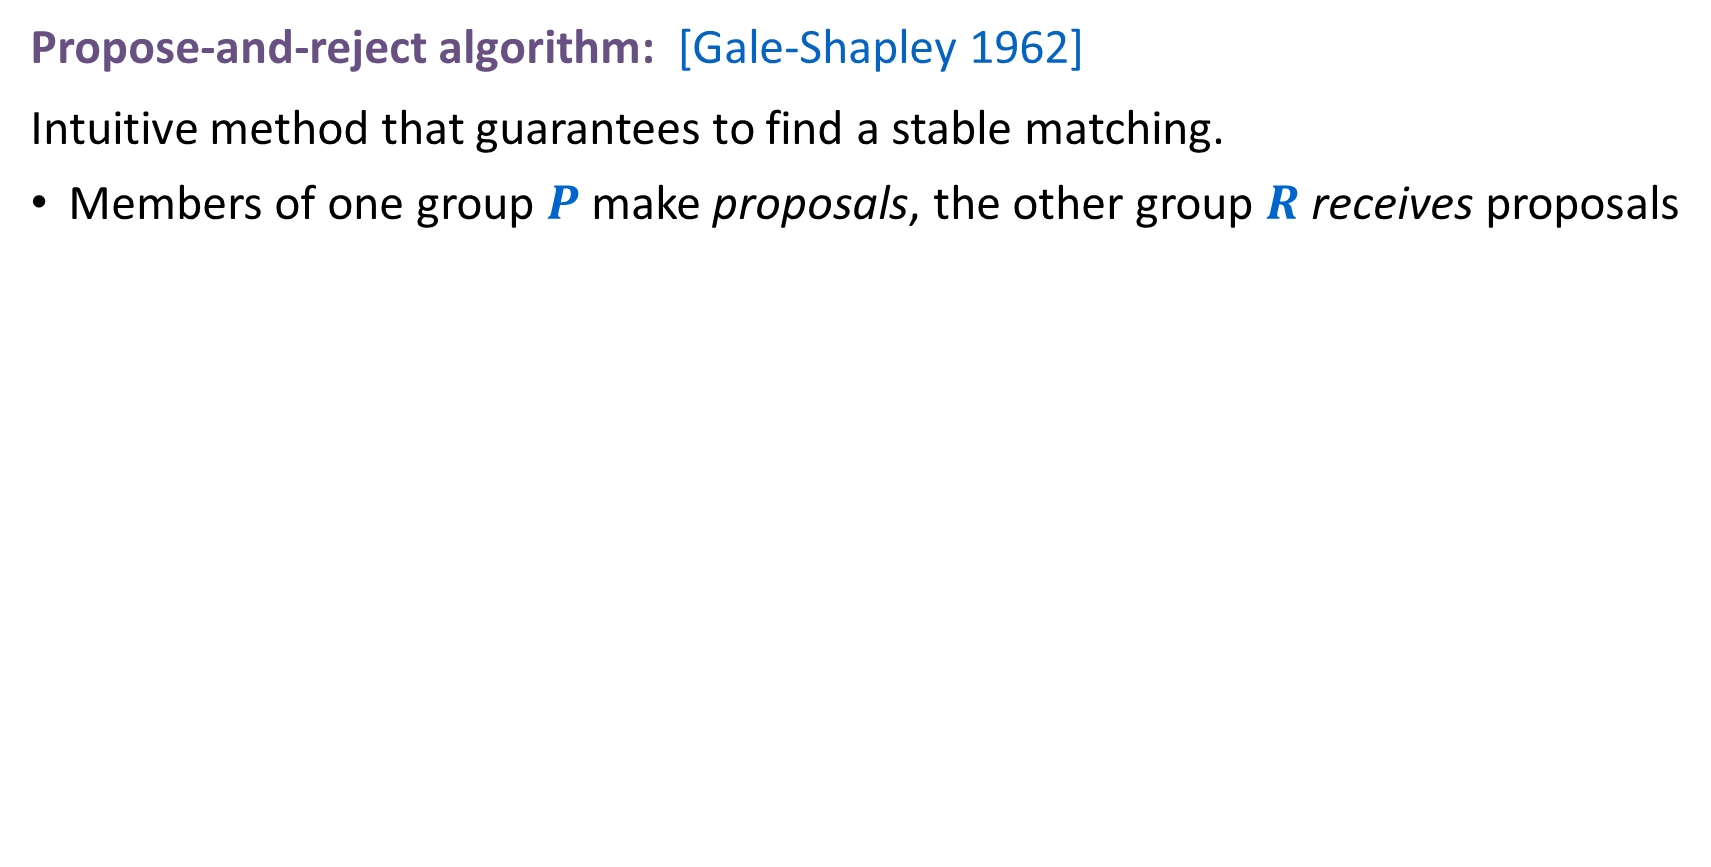 Propose-and-reject algorithm: [Gale-Shapley 1962]
Intuitive method that guarantees to find a stable matching.
• Members of one group P make proposals, the other group R receives proposals